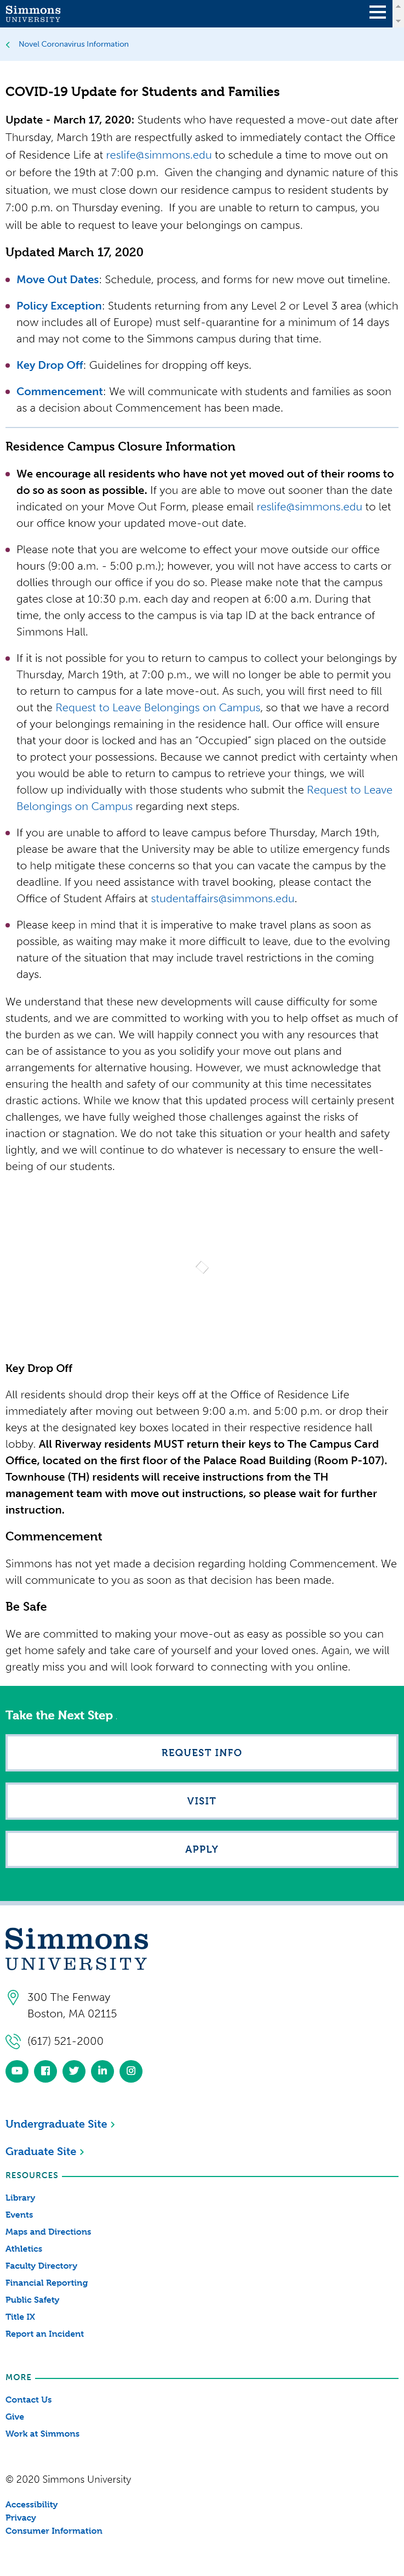 Simmons
UNIVERSITY
Novel Coronavirus Information
COVID-19 Update for Students and Families
Update - March 17, 2020: Students who have requested a move-out date after
Thursday, March 19th are respectfully asked to immediately contact the Office
of Residence Life at reslife@simmons.edu to schedule a time to move out on
or before the 19th at 7:00 p.m.  Given the changing and dynamic nature of this
situation, we must close down our residence campus to resident students by
7:00 p.m. on Thursday evening.  If you are unable to return to campus, you
will be able to request to leave your belongings on campus.
Updated March 17, 2020
Move Out Dates: Schedule, process, and forms for new move out timeline.
Policy Exception: Students returning from any Level 2 or Level 3 area (which
now includes all of Europe) must self-quarantine for a minimum of 14 days
and may not come to the Simmons campus during that time.
Key Drop Off: Guidelines for dropping off keys.
Commencement: We will communicate with students and families as soon
as a decision about Commencement has been made.
Residence Campus Closure Information
We encourage all residents who have not yet moved out of their rooms to
do so as soon as possible. If you are able to move out sooner than the date
indicated on your Move Out Form, please email reslife@simmons.edu to let
our office know your updated move-out date.
Please note that you are welcome to effect your move outside our office
hours (9:00 a.m. - 5:00 p.m.); however, you will not have access to carts or
dollies through our office if you do so. Please make note that the campus
gates close at 10:30 p.m. each day and reopen at 6:00 a.m. During that
time, the only access to the campus is via tap ID at the back entrance of
Simmons Hall.
If it is not possible for you to return to campus to collect your belongings by
Thursday, March 19th, at 7:00 p.m., we will no longer be able to permit you
to return to campus for a late move-out. As such, you will first need to fill
out the Request to Leave Belongings on Campus, so that we have a record
of your belongings remaining in the residence hall. Our office will ensure
that your door is locked and has an “Occupied” sign placed on the outside
to protect your possessions. Because we cannot predict with certainty when
you would be able to return to campus to retrieve your things, we will
follow up individually with those students who submit the Request to Leave
Belongings on Campus regarding next steps.
If you are unable to afford to leave campus before Thursday, March 19th,
please be aware that the University may be able to utilize emergency funds
to help mitigate these concerns so that you can vacate the campus by the
deadline. If you need assistance with travel booking, please contact the
Office of Student Affairs at studentaffairs@simmons.edu.
Please keep in mind that it is imperative to make travel plans as soon as
possible, as waiting may make it more difficult to leave, due to the evolving
nature of the situation that may include travel restrictions in the coming
days.
We understand that these new developments will cause difficulty for some
students, and we are committed to working with you to help offset as much of
the burden as we can. We will happily connect you with any resources that
can be of assistance to you as you solidify your move out plans and
arrangements for alternative housing. However, we must acknowledge that
ensuring the health and safety of our community at this time necessitates
drastic actions. While we know that this updated process will certainly present
challenges, we have fully weighed those challenges against the risks of
inaction or stagnation. We do not take this situation or your health and safety
lightly, and we will continue to do whatever is necessary to ensure the well-
being of our students.
Key Drop Off
All residents should drop their keys off at the Office of Residence Life
immediately after moving out between 9:00 a.m. and 5:00 p.m. or drop their
keys at the designated key boxes located in their respective residence hall
lobby. All Riverway residents MUST return their keys to The Campus Card
Office, located on the first floor of the Palace Road Building (Room P-107).
Townhouse (TH) residents will receive instructions from the TH
management team with move out instructions, so please wait for further
instruction.
Commencement
Simmons has not yet made a decision regarding holding Commencement. We
will communicate to you as soon as that decision has been made.
Be Safe
We are committed to making your move-out as easy as possible so you can
get home safely and take care of yourself and your loved ones. Again, we will
greatly miss you and will look forward to connecting with you online.
Take the Next Step
REQUEST INFO
VISIT
APPLY
Simmons
UNIVERSITY
300 The Fenway
Boston, MA 02115
(617) 521-2000
Undergraduate Site
Graduate Site
RESOURCES
Library
Events
Maps and Directions
Athletics
Faculty Directory
Financial Reporting
Public Safety
Title IX
Report an Incident
MORE
Contact Us
Give
Work at Simmons
© 2020 Simmons University
Accessibility
Privacy
Consumer Information